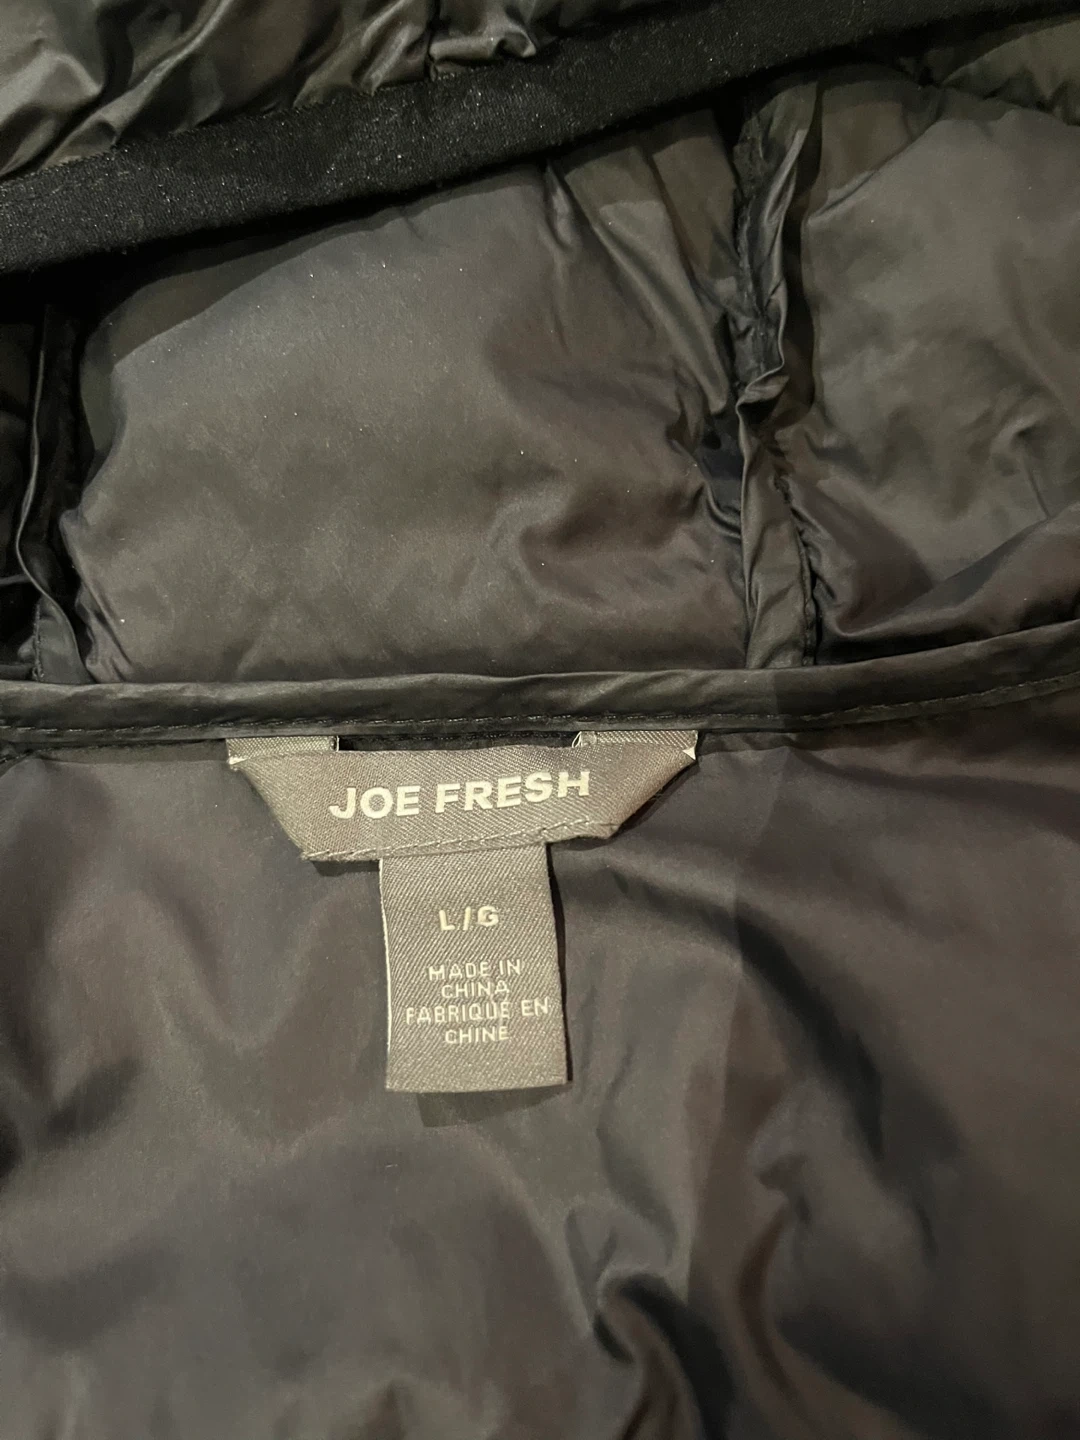 JOE FRESH
L/G
MADE IN
CHINA
FABRIQUÉ EN
CHINE